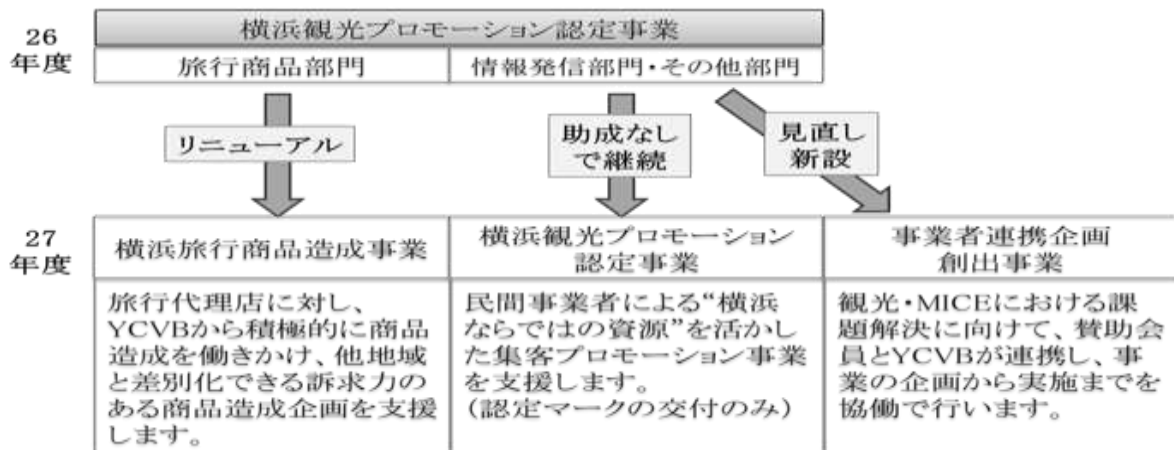 26
年度
横浜観光プロモーション認定事業
旅行商品部門
情報発信部門・その他部門
リニューアル
助成なし
で継続
見直し
新設
27
年度
横浜旅行商品造成事業
横浜観光プロモーション
認定事業
事業者連携企画
創出事業
旅行代理店に対し、
YCVBから積極的に商品
造成を働きかけ、他地域
と差別化できる訴求力の
ある商品造成企画を支援
します。
民間事業者による“横浜
ならではの資源”を活かし
た集客プロモーション事業
を支援します。
（認定マークの交付のみ）
観光・MICEにおける課
題解決に向けて、賛助会
員とYCVBが連携し、事
業の企画から実施までを
協働で行います。